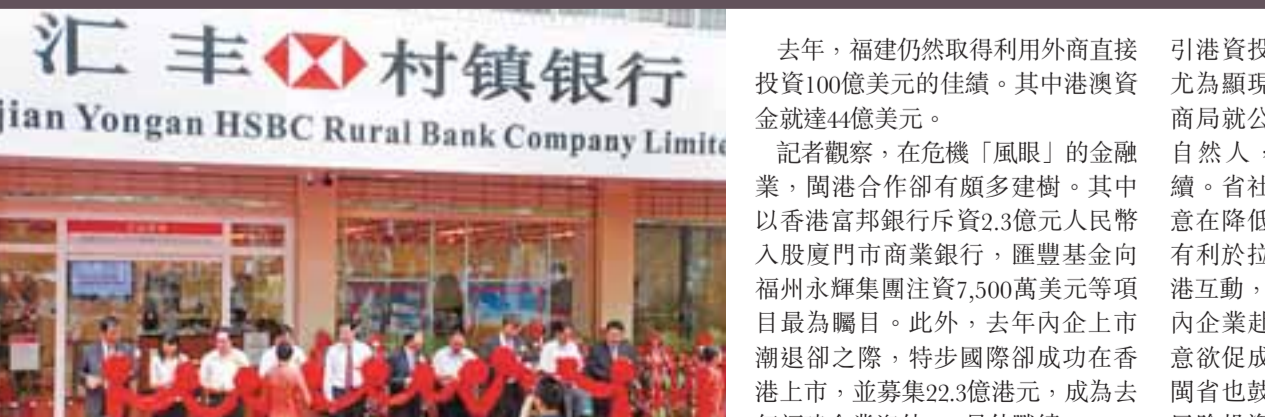 汇丰 村镇银行
jian Yongan HSBC Rural Bank Company Limite
去年，福建仍然取得利用外商直接
投資100億美元的佳績。其中港澳資
金就達44億美元。
記者觀察，在危機「風眼」的金融
業，閩港合作卻有頗多建樹。其中
以香港富邦銀行斥資2.3億元人民幣
入股廈門市商業銀行，匯豐基金向
福州永輝集團注資7,500萬美元等項
目最為矚目。此外，去年內企上市
潮退卻之際，特步國際卻成功在香
港上市，並募集22.3億港元，成為去
引港資投
尤為顯現
商局就公
自然人，
續。省社
意在降低
有利於拉
港互動，
內企業赴
意欲促成
閩省也鼓